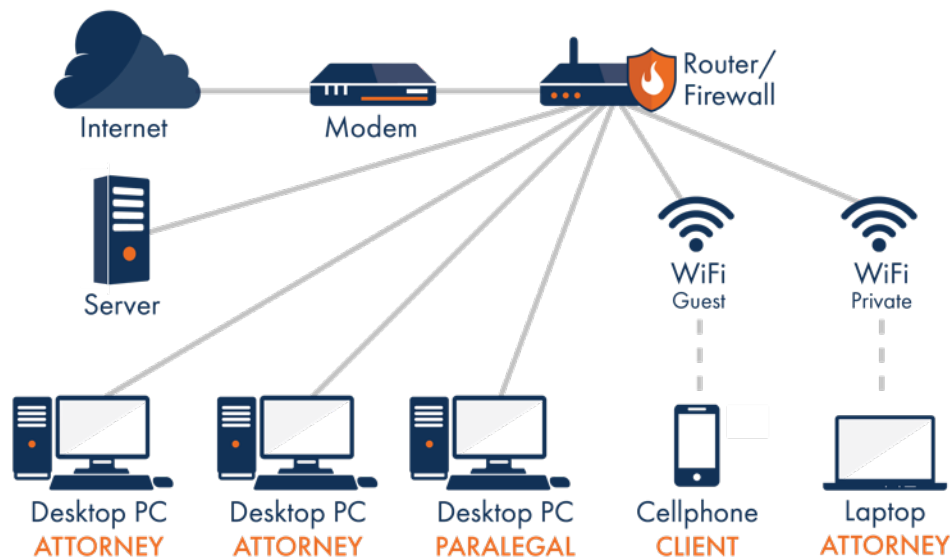 Internet
Modem
Router/
Firewall
Server
WiFi
Guest
WiFi
Private
Desktop PC
ATTORNEY
Desktop PC
ATTORNEY
Desktop PC
PARALEGAL
Cellphone
CLIENT
Laptop
ATTORNEY